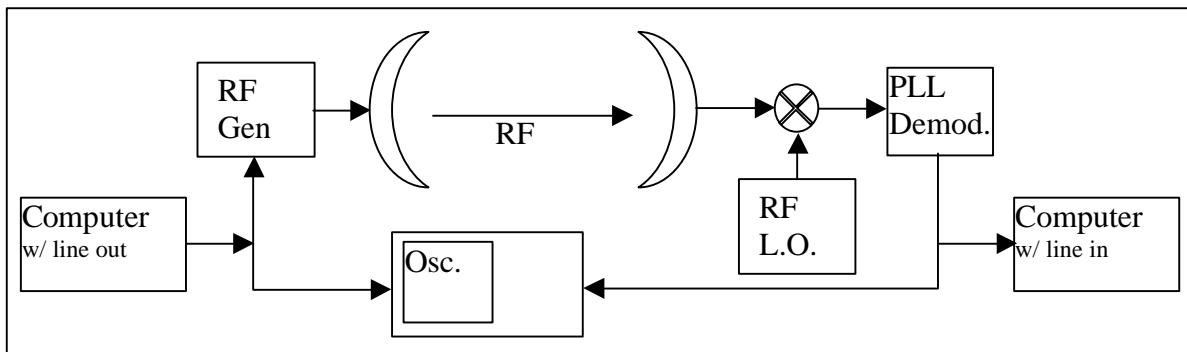 RF
Gen
RF
PLL
Demod.
Computer
w/ line out
Osc.
RF
L.O.
Computer
w/ line in